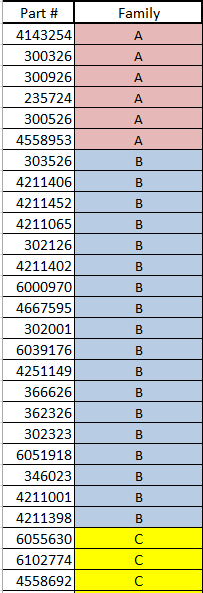 Part # Family
4143254 A
300326 A
300926 A
235724 A
300526 A
4558953 A
303526 B
4211406 B
4211452 B
4211065 B
302126 B
4211402 B
6000970 B
4667595 B
302001 B
6039176 B
4251149 B
366626 B
362326 B
302323 B
6051918 B
346023 B
4211001 B
4211398 B
6055630 C
6102774 C
4558692 C